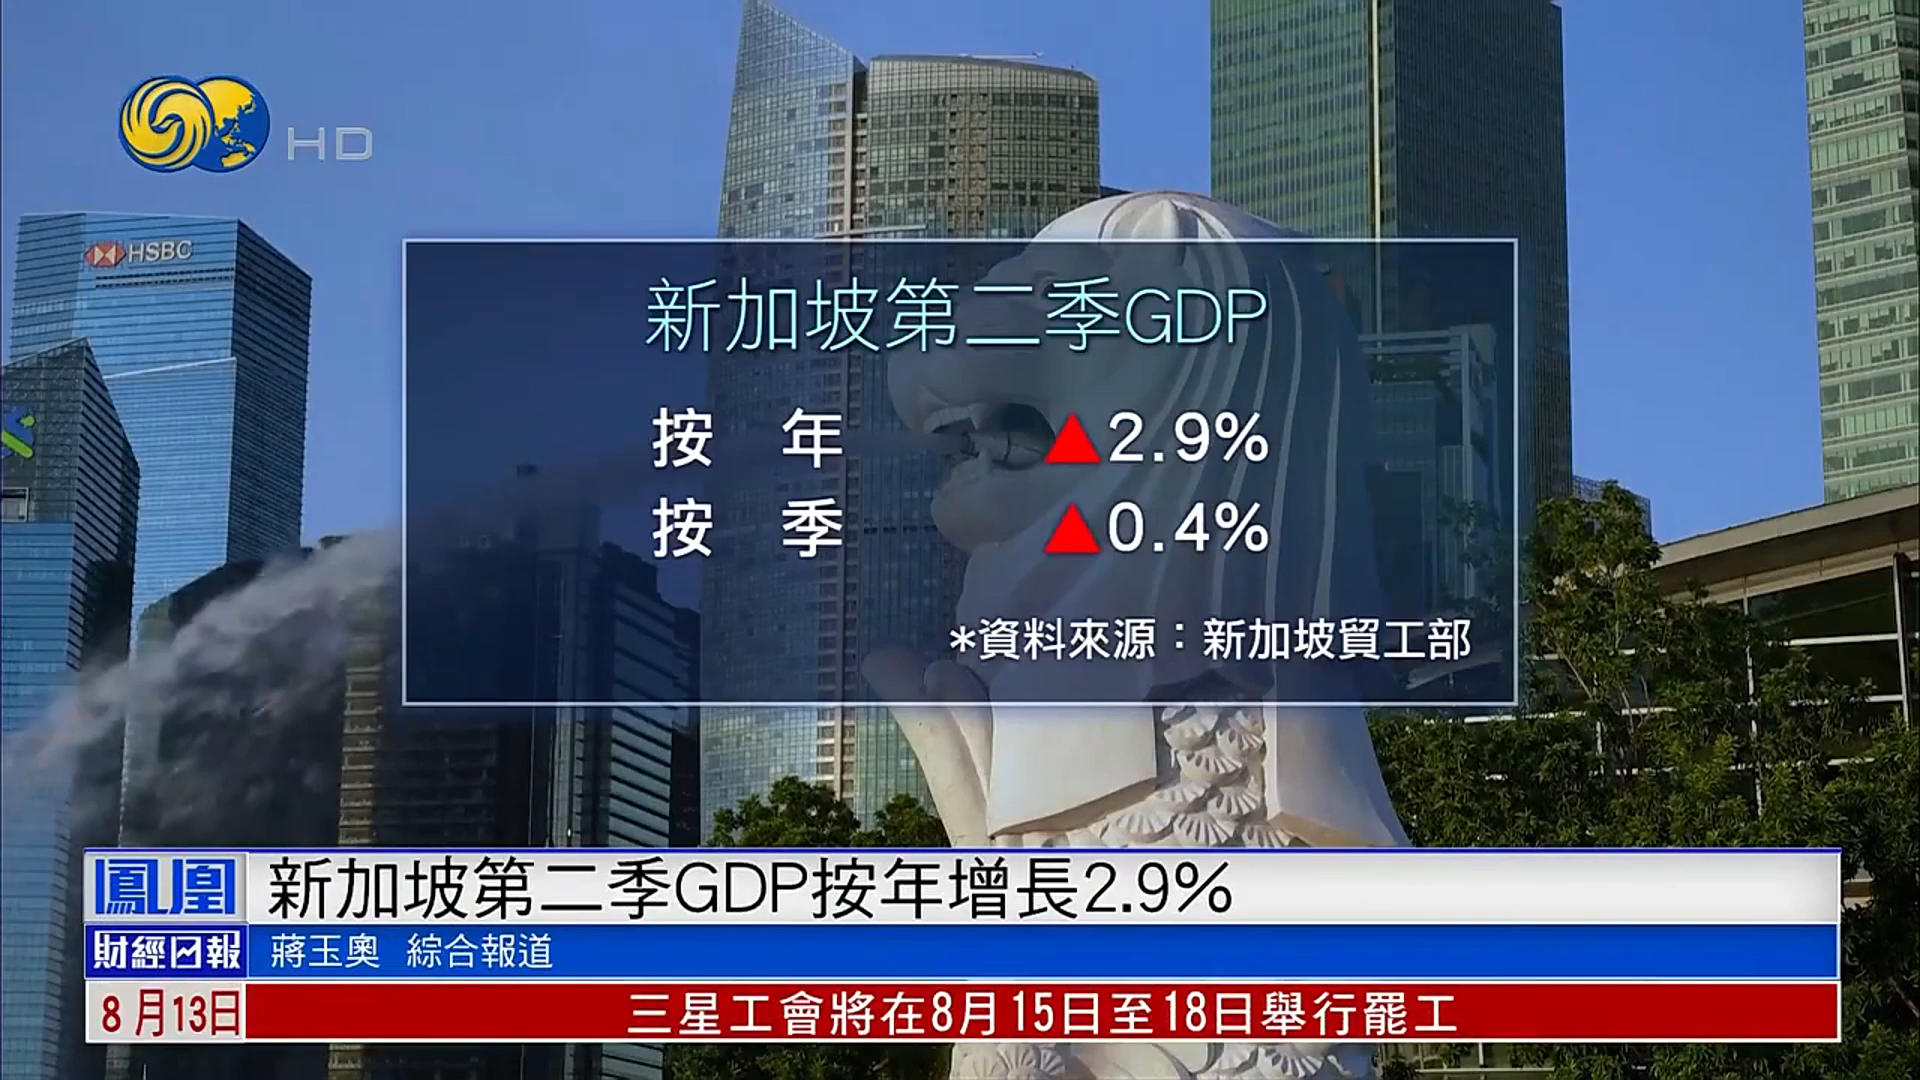 HD
HSBC
新加坡第二季GDP
按 年 ▲2.9%
按 季 ▲0.4%
*資料來源：新加坡貿工部
鳳凰 新加坡第二季GDP按年增長2.9%
財經日報 蔣玉奧 綜合報道
8月13日 三星工會將在8月15日至18日舉行罷工